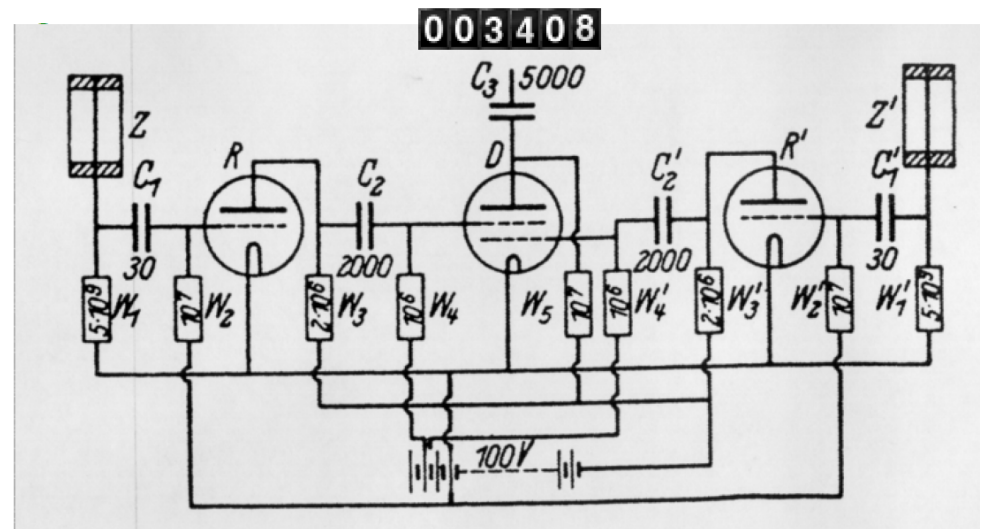 003408
C₃ 5000
Z
Z'
R
D
R'
C₁
C₂
C₂'
C₁'
30
2000
2000
30
5·10⁹
W₁
10⁷
W₂
2·10⁶
W₃
10⁶
W₄
W₅
10⁷
10⁶
W₄'
2·10⁶
W₃'
W₂'
10⁷
W₁'
5·10⁹
100V